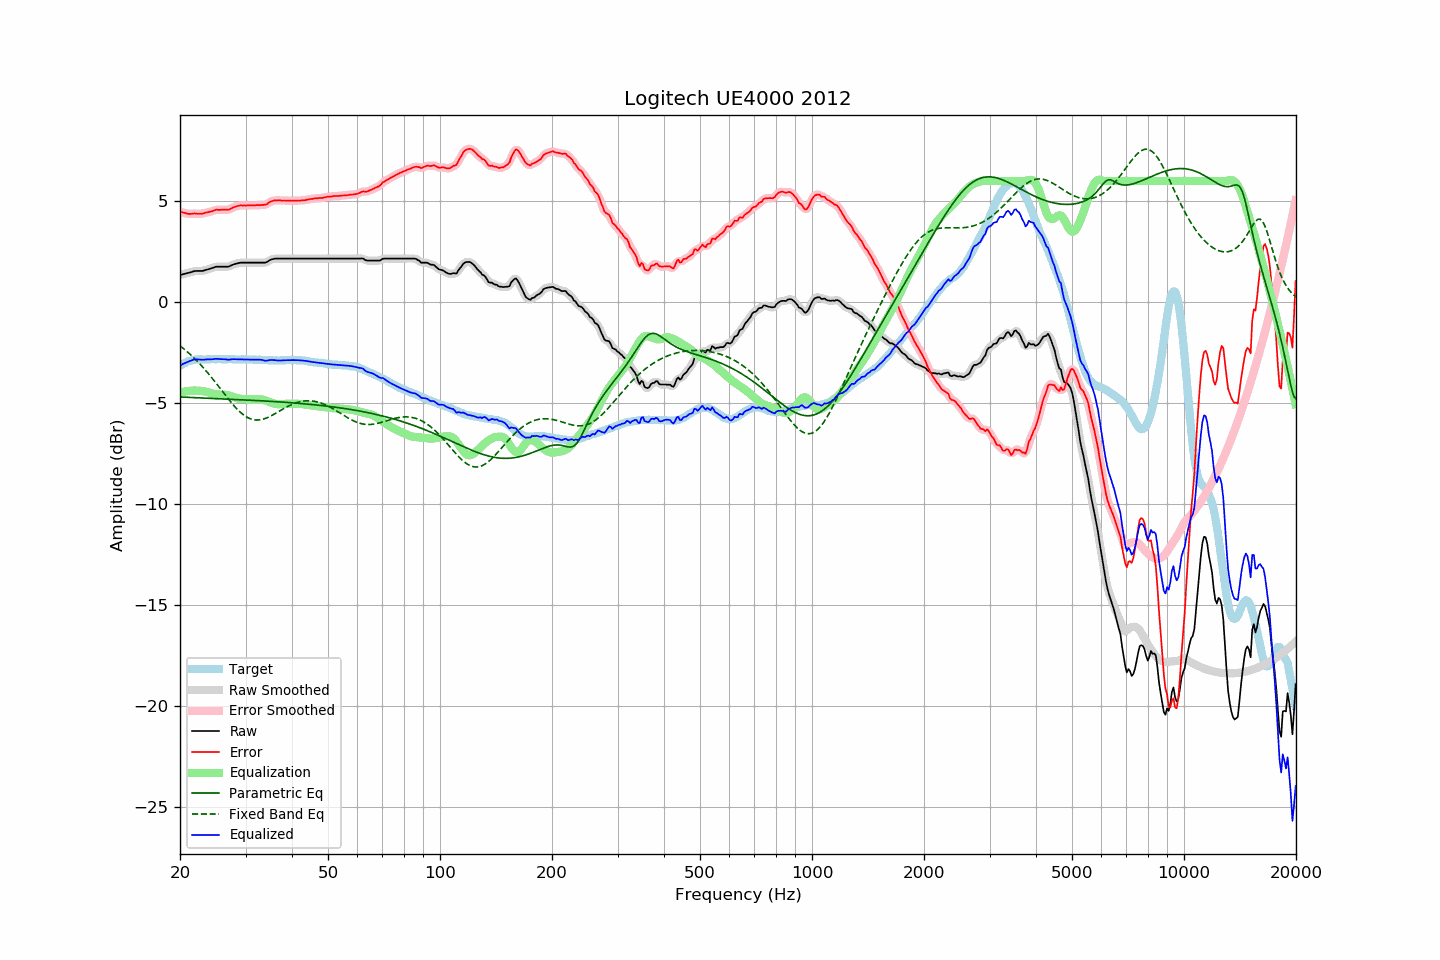 Logitech UE4000 2012
5
0
−5
−10
−15
−20
−25
Amplitude (dBr)
Target
Raw Smoothed
Error Smoothed
Raw
Error
Equalization
Parametric Eq
Fixed Band Eq
Equalized
20 50 100 200 500 1000 2000 5000 10000 20000
Frequency (Hz)